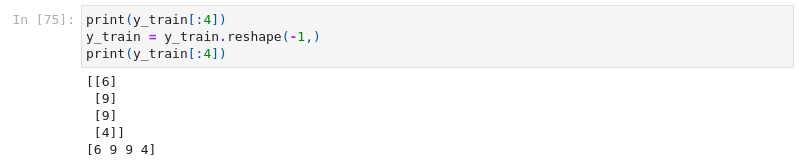 In [75]: print(y_train[:4])
y_train = y_train.reshape(-1,)
print(y_train[:4])
[[6]
 [9]
 [9]
 [4]]
[6 9 9 4]